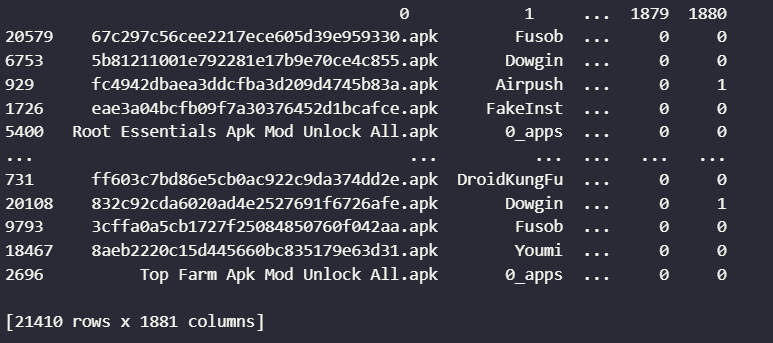 0 1 ... 1879 1880
20579 67c297c56cee2217ece605d39e959330.apk Fusob ... 0 0
6753 5b81211001e792281e17b9e70ce4c855.apk Dowgin ... 0 0
929 fc4942dbaea3ddcfba3d209d4745b83a.apk Airpush ... 0 1
1726 eae3a04bcfb09f7a30376452d1bcafce.apk FakeInst ... 0 0
5400 Root Essentials Apk Mod Unlock All.apk 0_apps ... 0 0
... ... ... ... ... ...
731 ff603c7bd86e5cb0ac922c9da374dd2e.apk DroidKungFu ... 0 0
20108 832c92cda6020ad4e2527691f6726afe.apk Dowgin ... 0 1
9793 3cffa0a5cb1727f25084850760f042aa.apk Fusob ... 0 0
18467 8aeb2220c15d445660bc835179e63d31.apk Youmi ... 0 0
2696 Top Farm Apk Mod Unlock All.apk 0_apps ... 0 0
[21410 rows x 1881 columns]